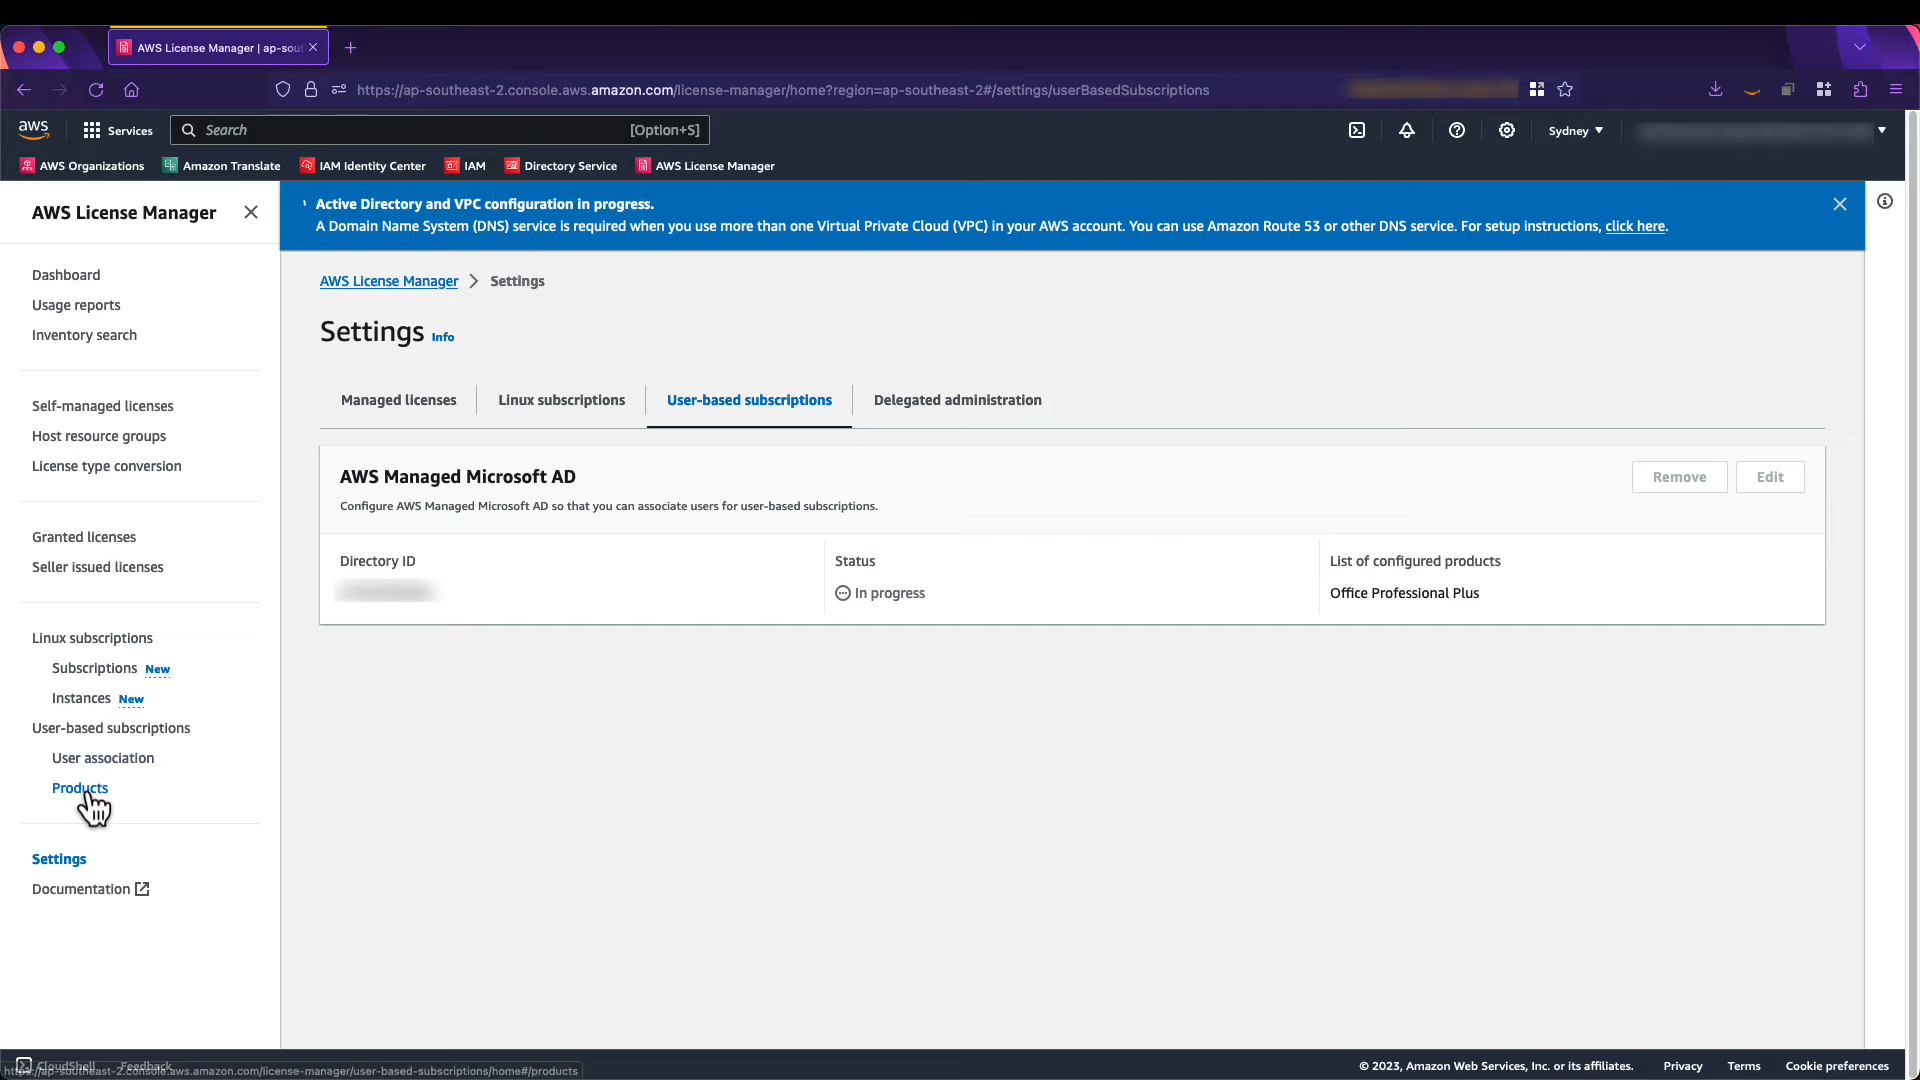 AWS License Manager | ap-sou
https://ap-southeast-2.console.aws.amazon.com/license-manager/home?region=ap-southeast-2#/settings/userBasedSubscriptions
aws
Services
Search
[Option+S]
Sydney
AWS Organizations
Amazon Translate
IAM Identity Center
IAM
Directory Service
AWS License Manager
AWS License Manager
Dashboard
Usage reports
Inventory search
Self-managed licenses
Host resource groups
License type conversion
Granted licenses
Seller issued licenses
Linux subscriptions
Subscriptions New
Instances New
User-based subscriptions
User association
Products
Settings
Documentation
Active Directory and VPC configuration in progress.
A Domain Name System (DNS) service is required when you use more than one Virtual Private Cloud (VPC) in your AWS account. You can use Amazon Route 53 or other DNS service. For setup instructions, click here.
AWS License Manager
Settings
Settings Info
Managed licenses
Linux subscriptions
User-based subscriptions
Delegated administration
AWS Managed Microsoft AD
Remove
Edit
Configure AWS Managed Microsoft AD so that you can associate users for user-based subscriptions.
Directory ID
Status
In progress
List of configured products
Office Professional Plus
CloudShell
Feedback
https://ap-southeast-2.console.aws.amazon.com/license-manager/user-based-subscriptions/home#/products
© 2023, Amazon Web Services, Inc. or its affiliates.
Privacy
Terms
Cookie preferences